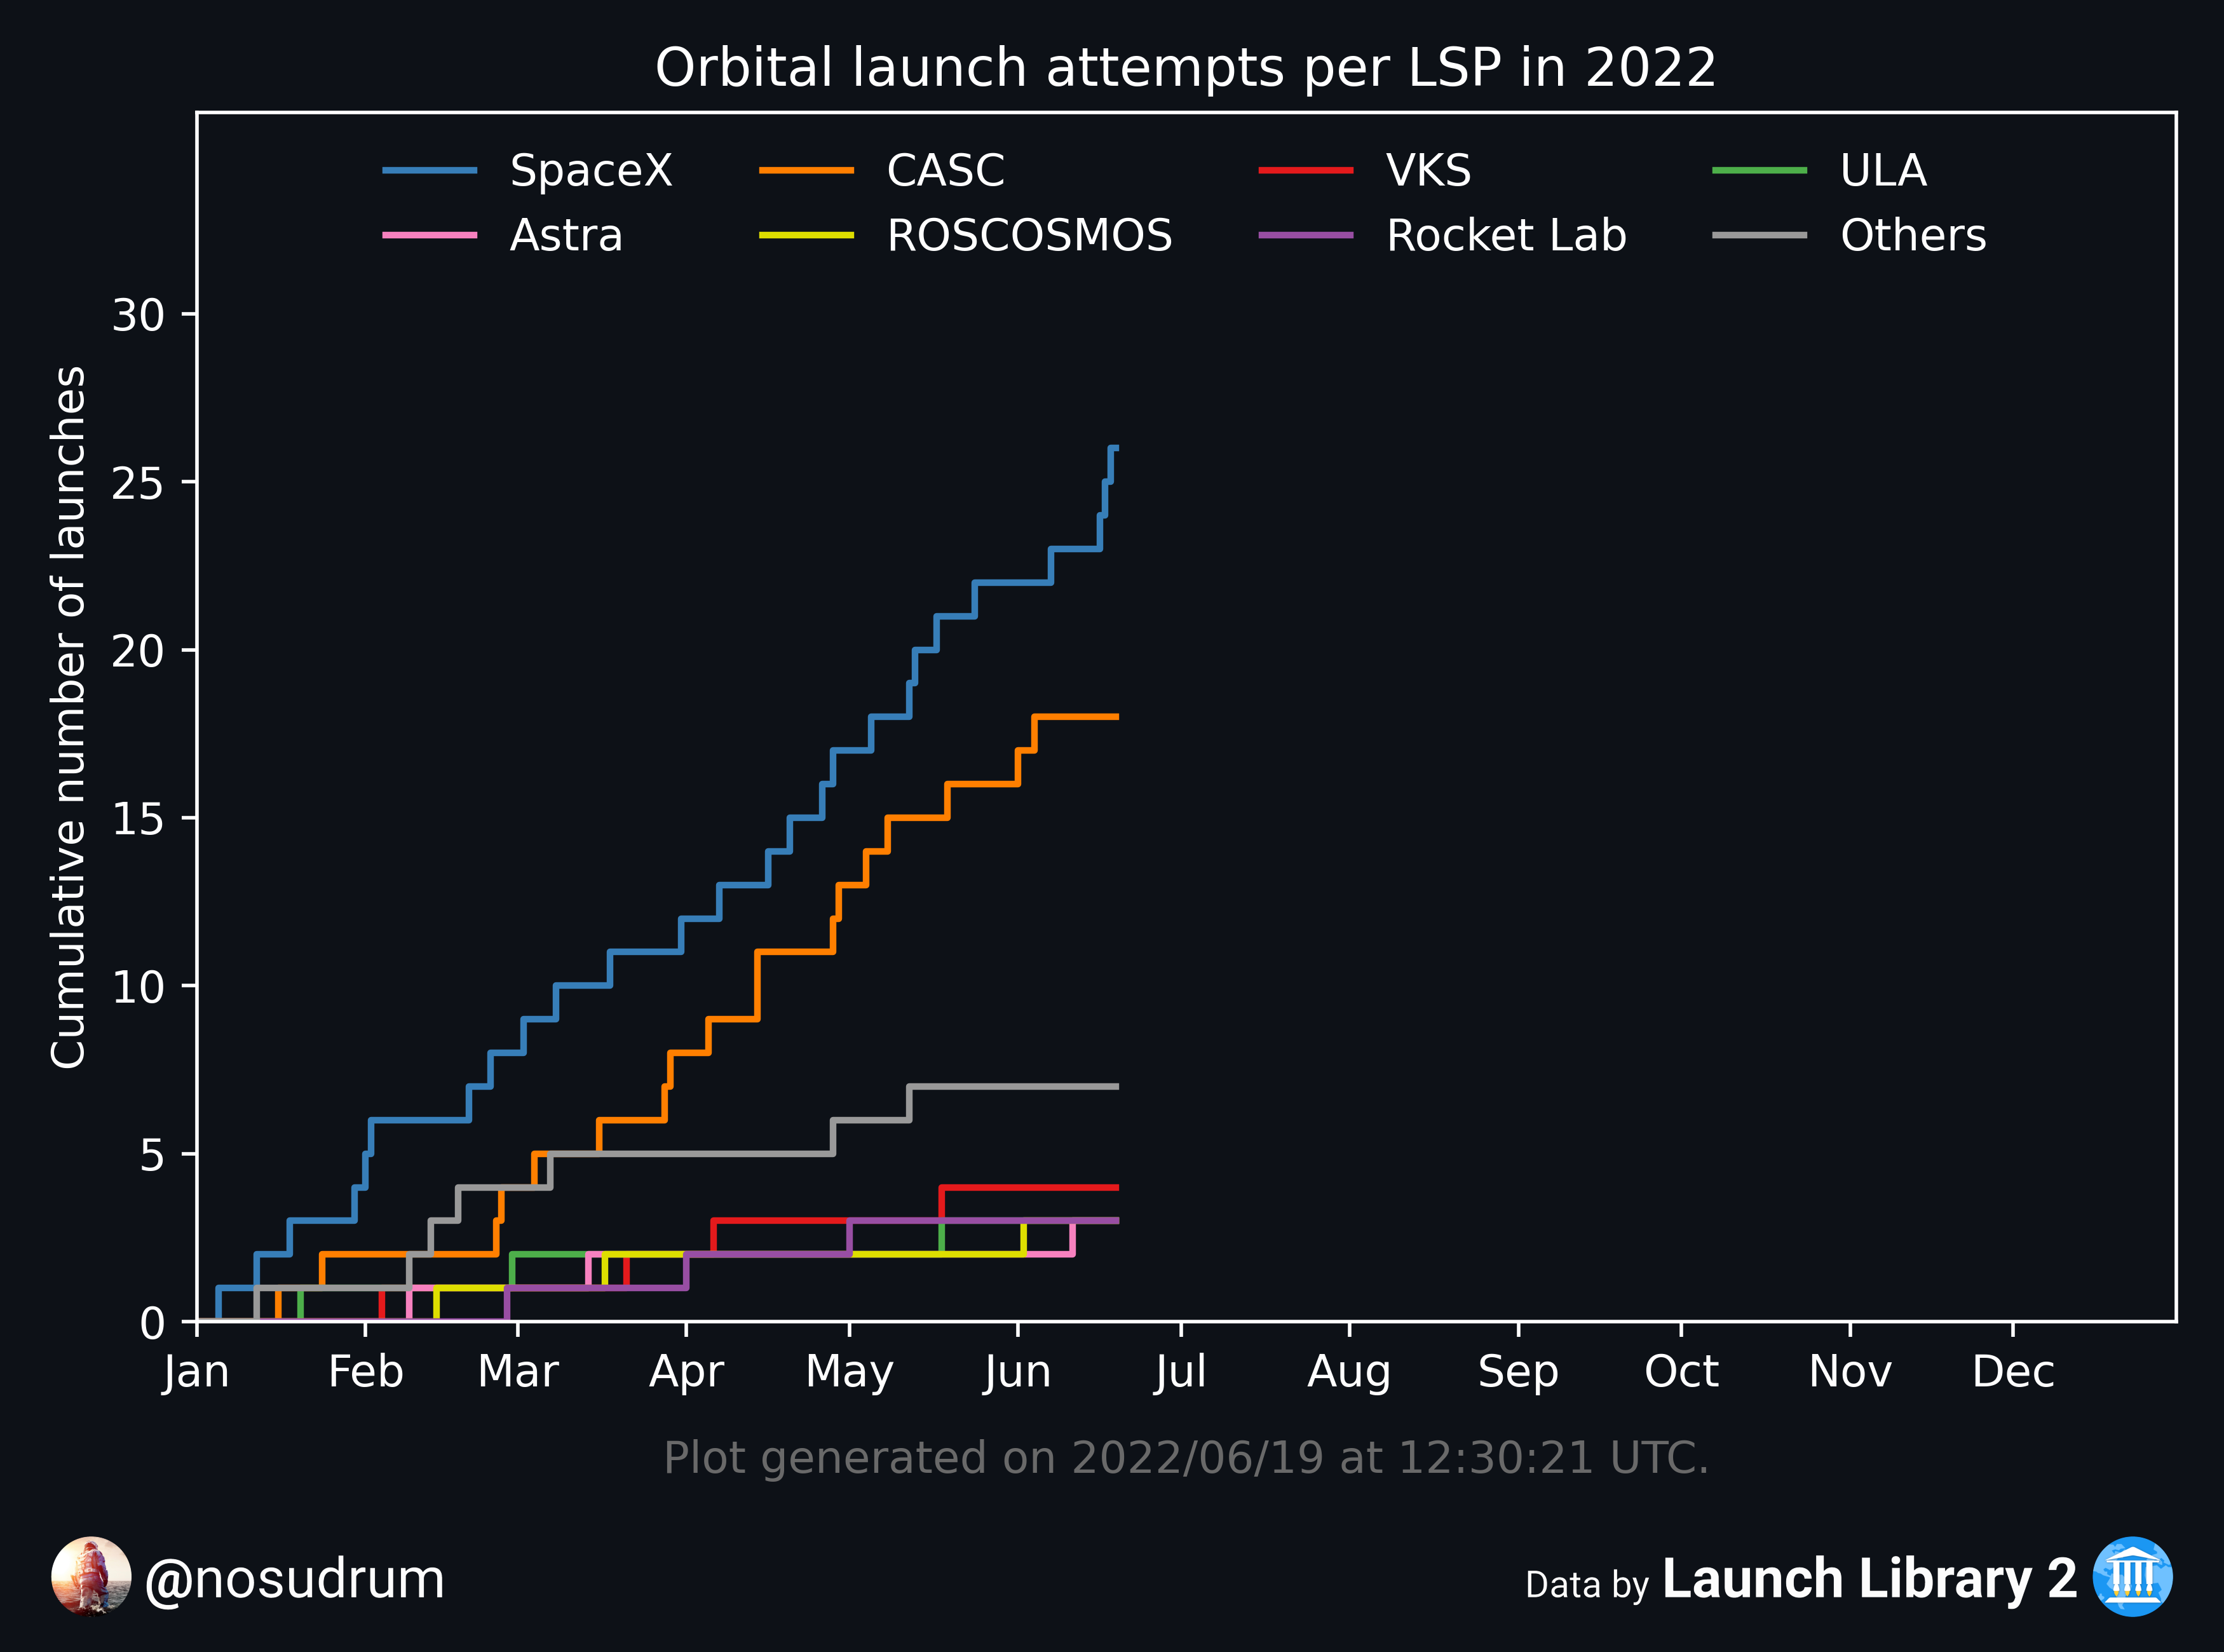 Orbital launch attempts per LSP in 2022
SpaceX CASC VKS ULA
Astra ROSCOSMOS Rocket Lab Others
Cumulative number of launches
30
25
20
15
10
5
0
Jan Feb Mar Apr May Jun Jul Aug Sep Oct Nov Dec
Plot generated on 2022/06/19 at 12:30:21 UTC.
@nosudrum
Data by Launch Library 2